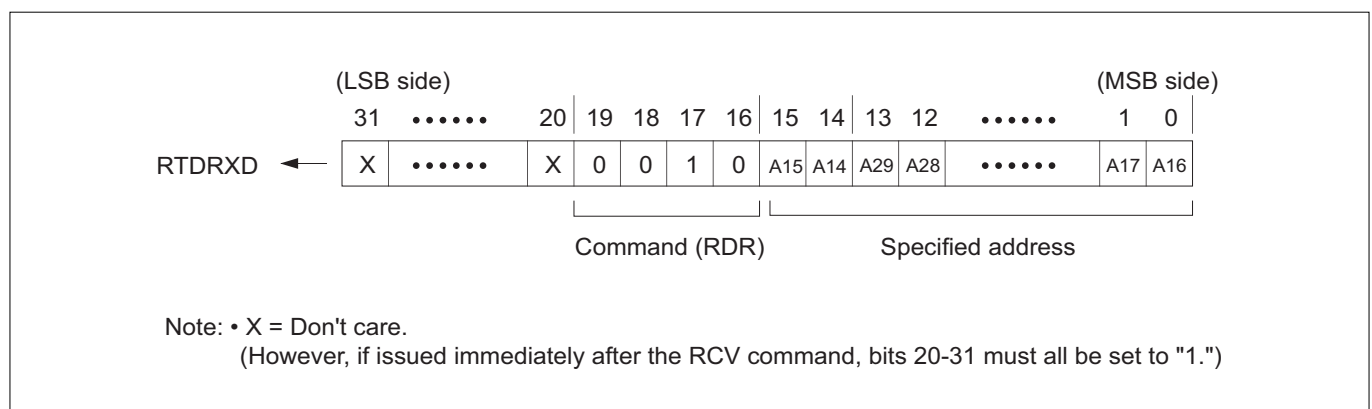 (LSB side) (MSB side)
31 •••••• 20 19 18 17 16 15 14 13 12 •••••• 1 0
RTDRXD X •••••• X 0 0 1 0 A15 A14 A29 A28 •••••• A17 A16
Command (RDR) Specified address
Note: • X = Don't care.
(However, if issued immediately after the RCV command, bits 20-31 must all be set to "1.")